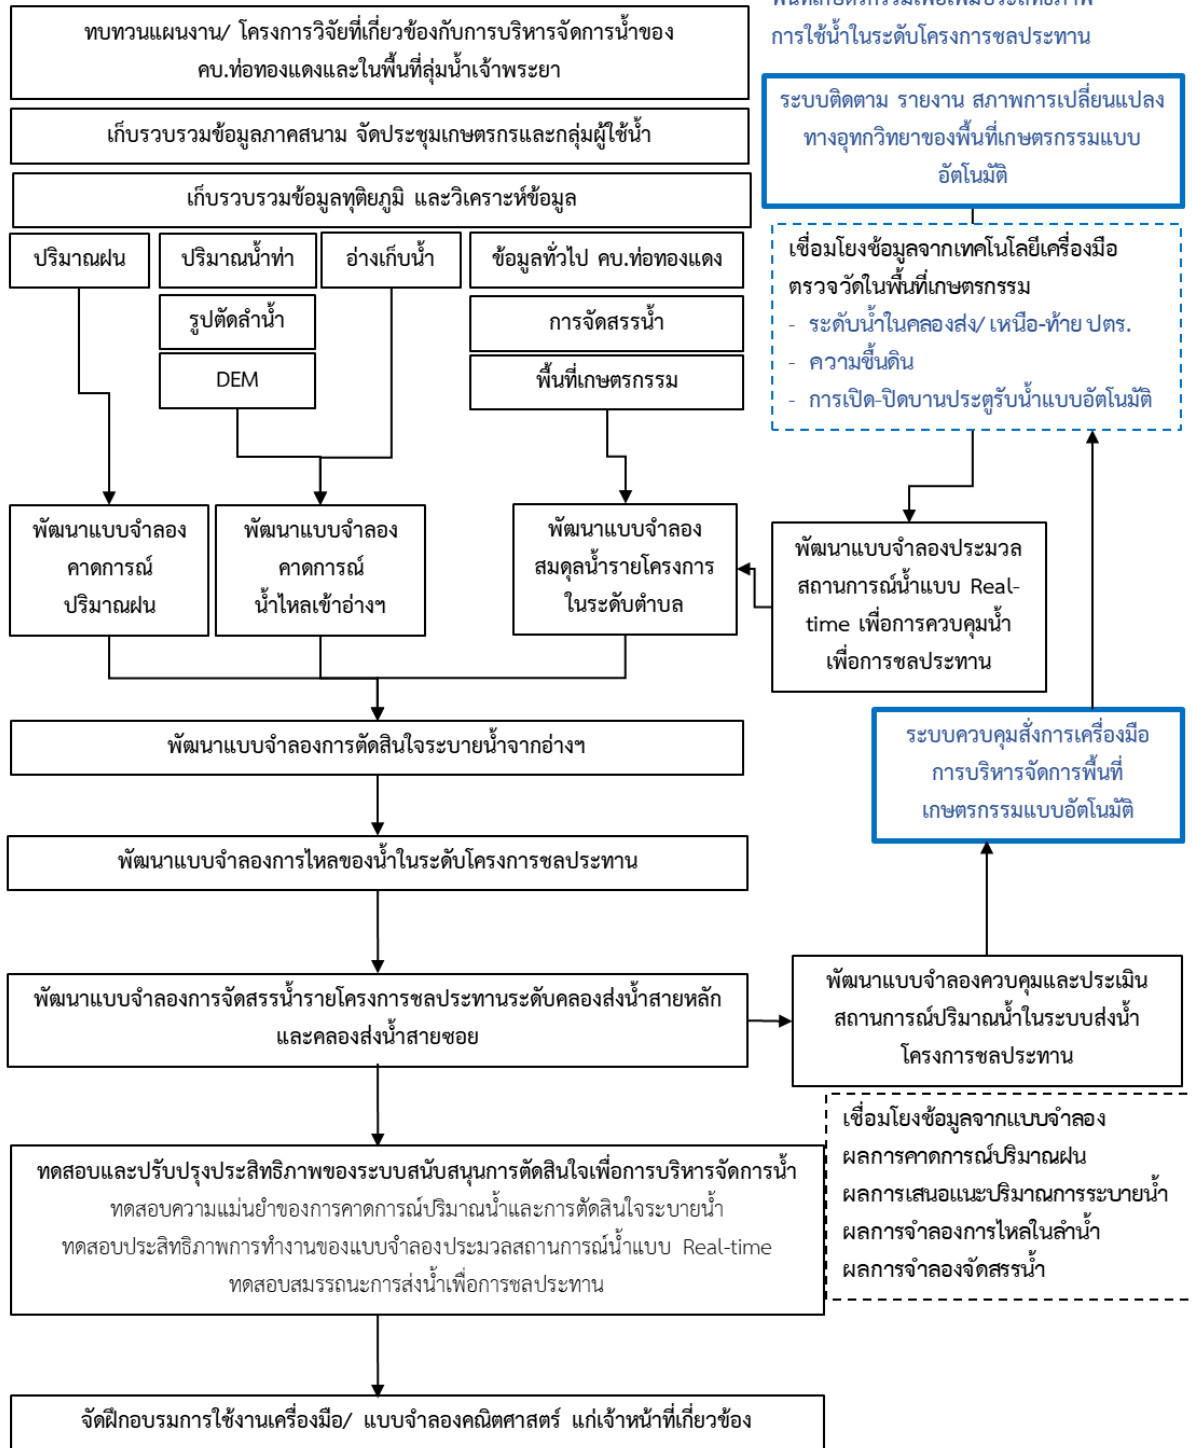 ทบทวนแผนงาน/ โครงการวิจัยที่เกี่ยวข้องกับการบริหารจัดการน้ำของ
คบ.ท่อทองแดงและในพื้นที่ลุ่มน้ำเจ้าพระยา
เก็บรวบรวมข้อมูลภาคสนาม จัดประชุมเกษตรกรและกลุ่มผู้ใช้น้ำ
เก็บรวบรวมข้อมูลทุติยภูมิ และวิเคราะห์ข้อมูล
ปริมาณฝน
ปริมาณน้ำท่า
อ่างเก็บน้ำ
ข้อมูลทั่วไป คบ.ท่อทองแดง
รูปตัดลำน้ำ
การจัดสรรน้ำ
DEM
พื้นที่เกษตรกรรม
พื้นที่เกษตรกรรมเพื่อเพิ่มประสิทธิภาพ
การใช้น้ำในระดับโครงการชลประทาน
ระบบติดตาม รายงาน สภาพการเปลี่ยนแปลง
ทางอุทกวิทยาของพื้นที่เกษตรกรรมแบบ
อัตโนมัติ
เชื่อมโยงข้อมูลจากเทคโนโลยีเครื่องมือ
ตรวจวัดในพื้นที่เกษตรกรรม
- ระดับน้ำในคลองส่ง/ เหนือ-ท้าย ปตร.
- ความชื้นดิน
- การเปิด-ปิดบานประตูรับน้ำแบบอัตโนมัติ
พัฒนาแบบจำลอง
คาดการณ์
ปริมาณฝน
พัฒนาแบบจำลอง
คาดการณ์
น้ำไหลเข้าอ่างฯ
พัฒนาแบบจำลอง
สมดุลน้ำรายโครงการ
ในระดับตำบล
พัฒนาแบบจำลองประมวล
สถานการณ์น้ำแบบ Real-
time เพื่อการควบคุมน้ำ
เพื่อการชลประทาน
พัฒนาแบบจำลองการตัดสินใจระบายน้ำจากอ่างฯ
ระบบควบคุมสั่งการเครื่องมือ
การบริหารจัดการพื้นที่
เกษตรกรรมแบบอัตโนมัติ
พัฒนาแบบจำลองการไหลของน้ำในระดับโครงการชลประทาน
พัฒนาแบบจำลองการจัดสรรน้ำรายโครงการชลประทานระดับคลองส่งน้ำสายหลัก
และคลองส่งน้ำสายซอย
พัฒนาแบบจำลองควบคุมและประเมิน
สถานการณ์ปริมาณน้ำในระบบส่งน้ำ
โครงการชลประทาน
เชื่อมโยงข้อมูลจากแบบจำลอง
ผลการคาดการณ์ปริมาณฝน
ผลการเสนอแนะปริมาณการระบายน้ำ
ผลการจำลองการไหลในลำน้ำ
ผลการจำลองจัดสรรน้ำ
ทดสอบและปรับปรุงประสิทธิภาพของระบบสนับสนุนการตัดสินใจเพื่อการบริหารจัดการน้ำ
ทดสอบความแม่นยำของการคาดการณ์ปริมาณน้ำและการตัดสินใจระบายน้ำ
ทดสอบประสิทธิภาพการทำงานของแบบจำลองประมวลสถานการณ์น้ำแบบ Real-time
ทดสอบสมรรถนะการส่งน้ำเพื่อการชลประทาน
จัดฝึกอบรมการใช้งานเครื่องมือ/ แบบจำลองคณิตศาสตร์ แก่เจ้าหน้าที่เกี่ยวข้อง